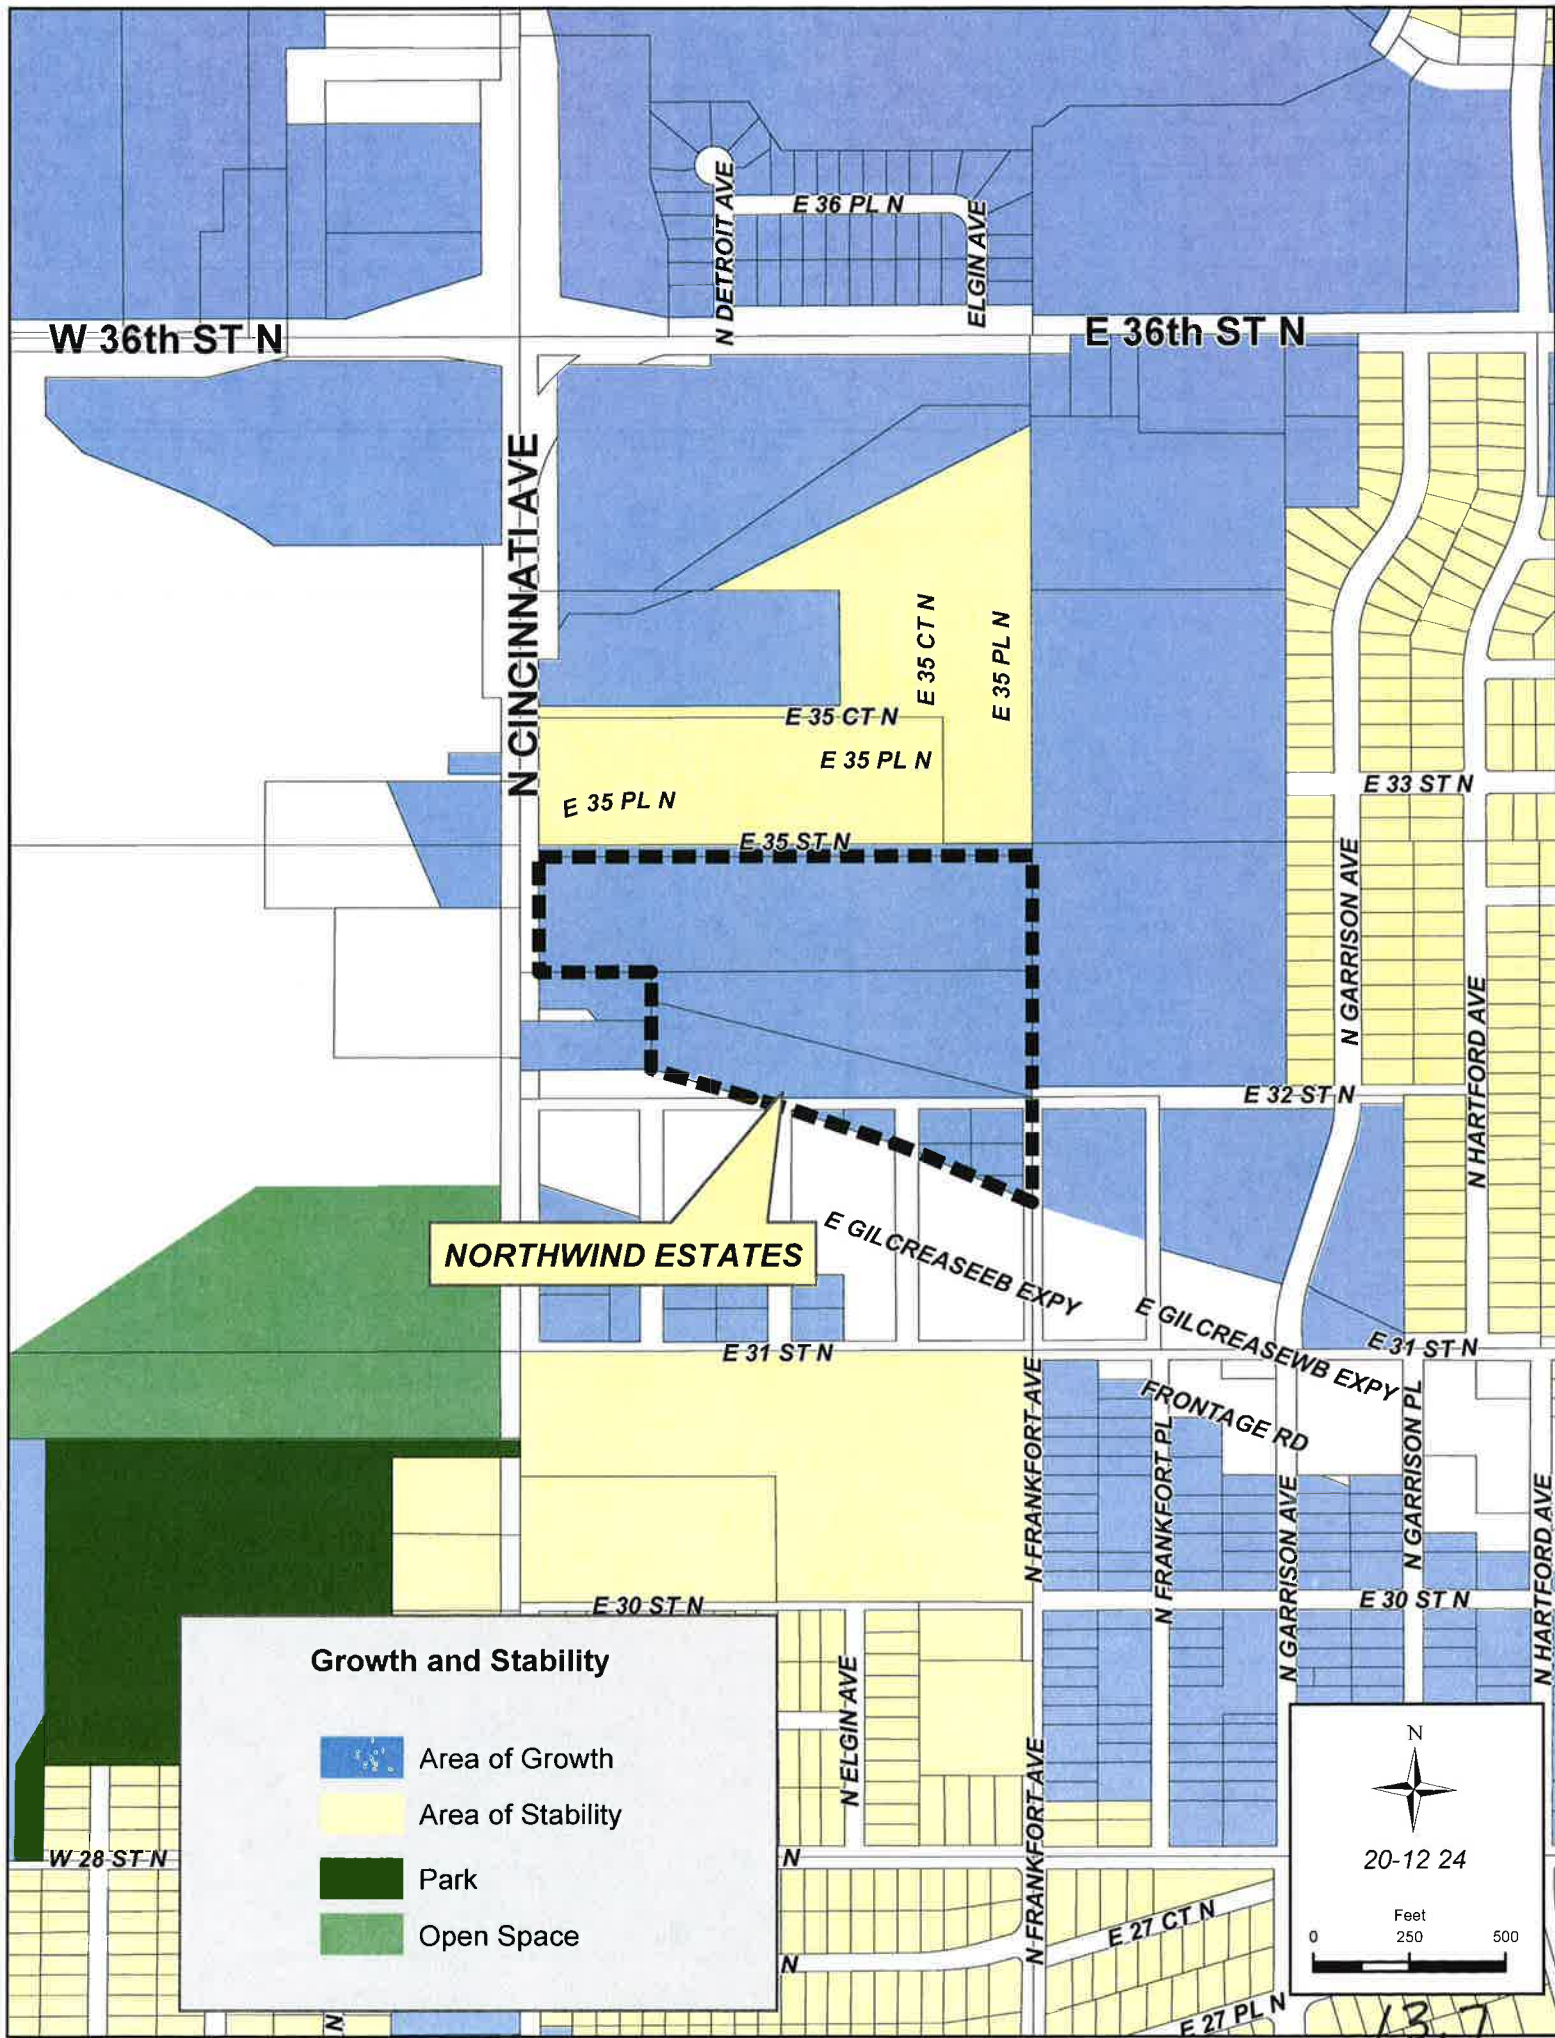 E 36 PL N
N DETROIT AVE
ELGIN AVE
W 36th ST N
E 36th ST N
N CINCINNATI AVE
E 35 CT N
E 35 PL N
E 35 CT N
E 35 PL N
E 35 PL N
E 33 ST N
E 35 ST N
N GARRISON AVE
N HARTFORD AVE
E 32 ST N
NORTHWIND ESTATES
E GILCREASEEB EXPY
E GILCREASEWB EXPY
E 31 ST N
E 31 ST N
FRONTAGE RD
N FRANKFORT AVE
N FRANKFORT PL
N GARRISON AVE
N GARRISON PL
N HARTFORD AVE
E 30 ST N
E 30 ST N
Growth and Stability
Area of Growth
Area of Stability
Park
Open Space
N ELGIN AVE
N FRANKFORT AVE
W 28 ST N
N
N
N
E 27 CT N
E 27 PL N
N
20-12 24
Feet
0 250 500
13.7